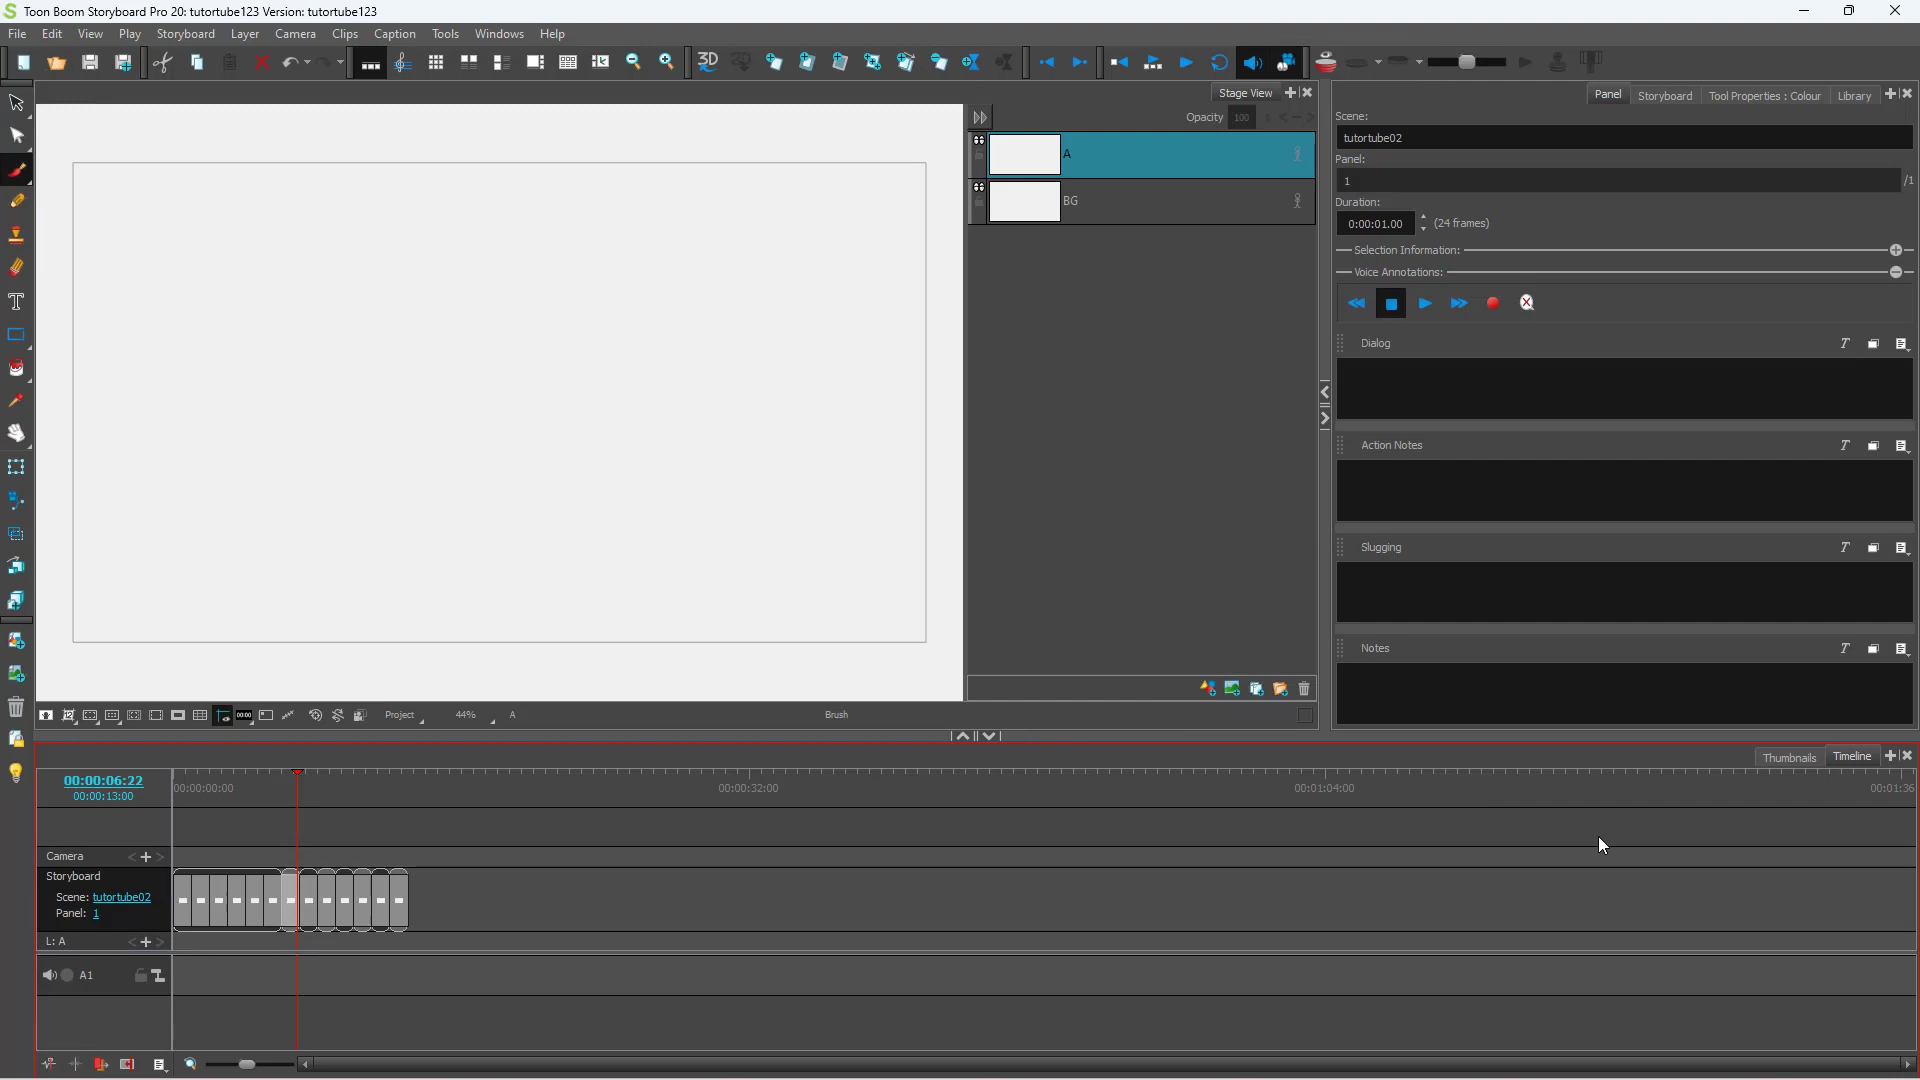 Toon Boom Storyboard Pro 20: tutortube123 Version: tutortube123
File Edit View Play Storyboard Layer Camera Clips Caption Tools Windows Help
3D
Stage View
Opacity 100
A
BG
Project 44% A Brush
Panel Storyboard Tool Properties : Colour Library
Scene:
tutortube02
Panel:
1 /1
Duration:
0:00:01.00 (24 frames)
Selection Information:
Voice Annotations:
Dialog
Action Notes
Slugging
Notes
Thumbnails Timeline
00:00:06:22
00:00:13:00
00:00:00:00 00:00:32:00 00:01:04:00 00:01:36
Camera
Storyboard
Scene: tutortube02
Panel: 1
L: A
A1